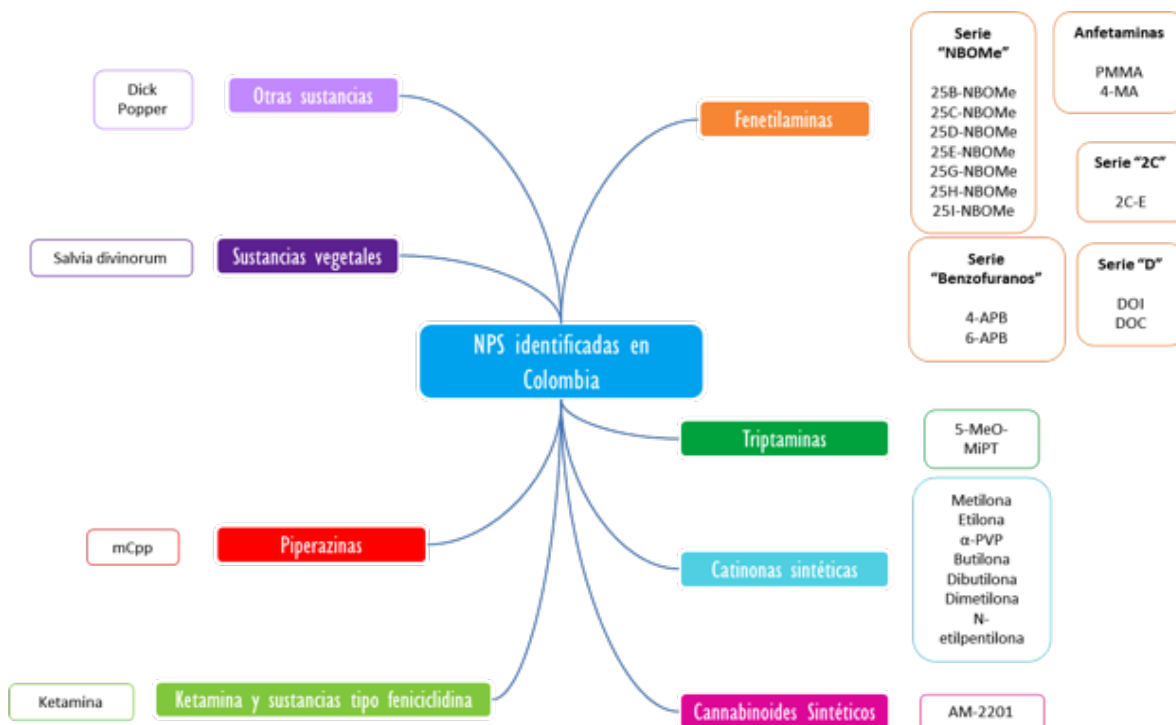 NPS identificadas en
Colombia
Otras sustancias
Dick
Popper
Sustancias vegetales
Salvia divinorum
Piperazinas
mCpp
Ketamina y sustancias tipo feniciclidina
Ketamina
Fenetilaminas
Serie
"NBOMe"
25B-NBOMe
25C-NBOMe
25D-NBOMe
25E-NBOMe
25G-NBOMe
25H-NBOMe
25I-NBOMe
Anfetaminas
PMMA
4-MA
Serie "2C"
2C-E
Serie
"Benzofuranos"
4-APB
6-APB
Serie "D"
DOI
DOC
Triptaminas
5-MeO-
MiPT
Catinonas sintéticas
Metilona
Etilona
α-PVP
Butilona
Dibutilona
Dimetilona
N-
etilpentilona
Cannabinoides Sintéticos
AM-2201